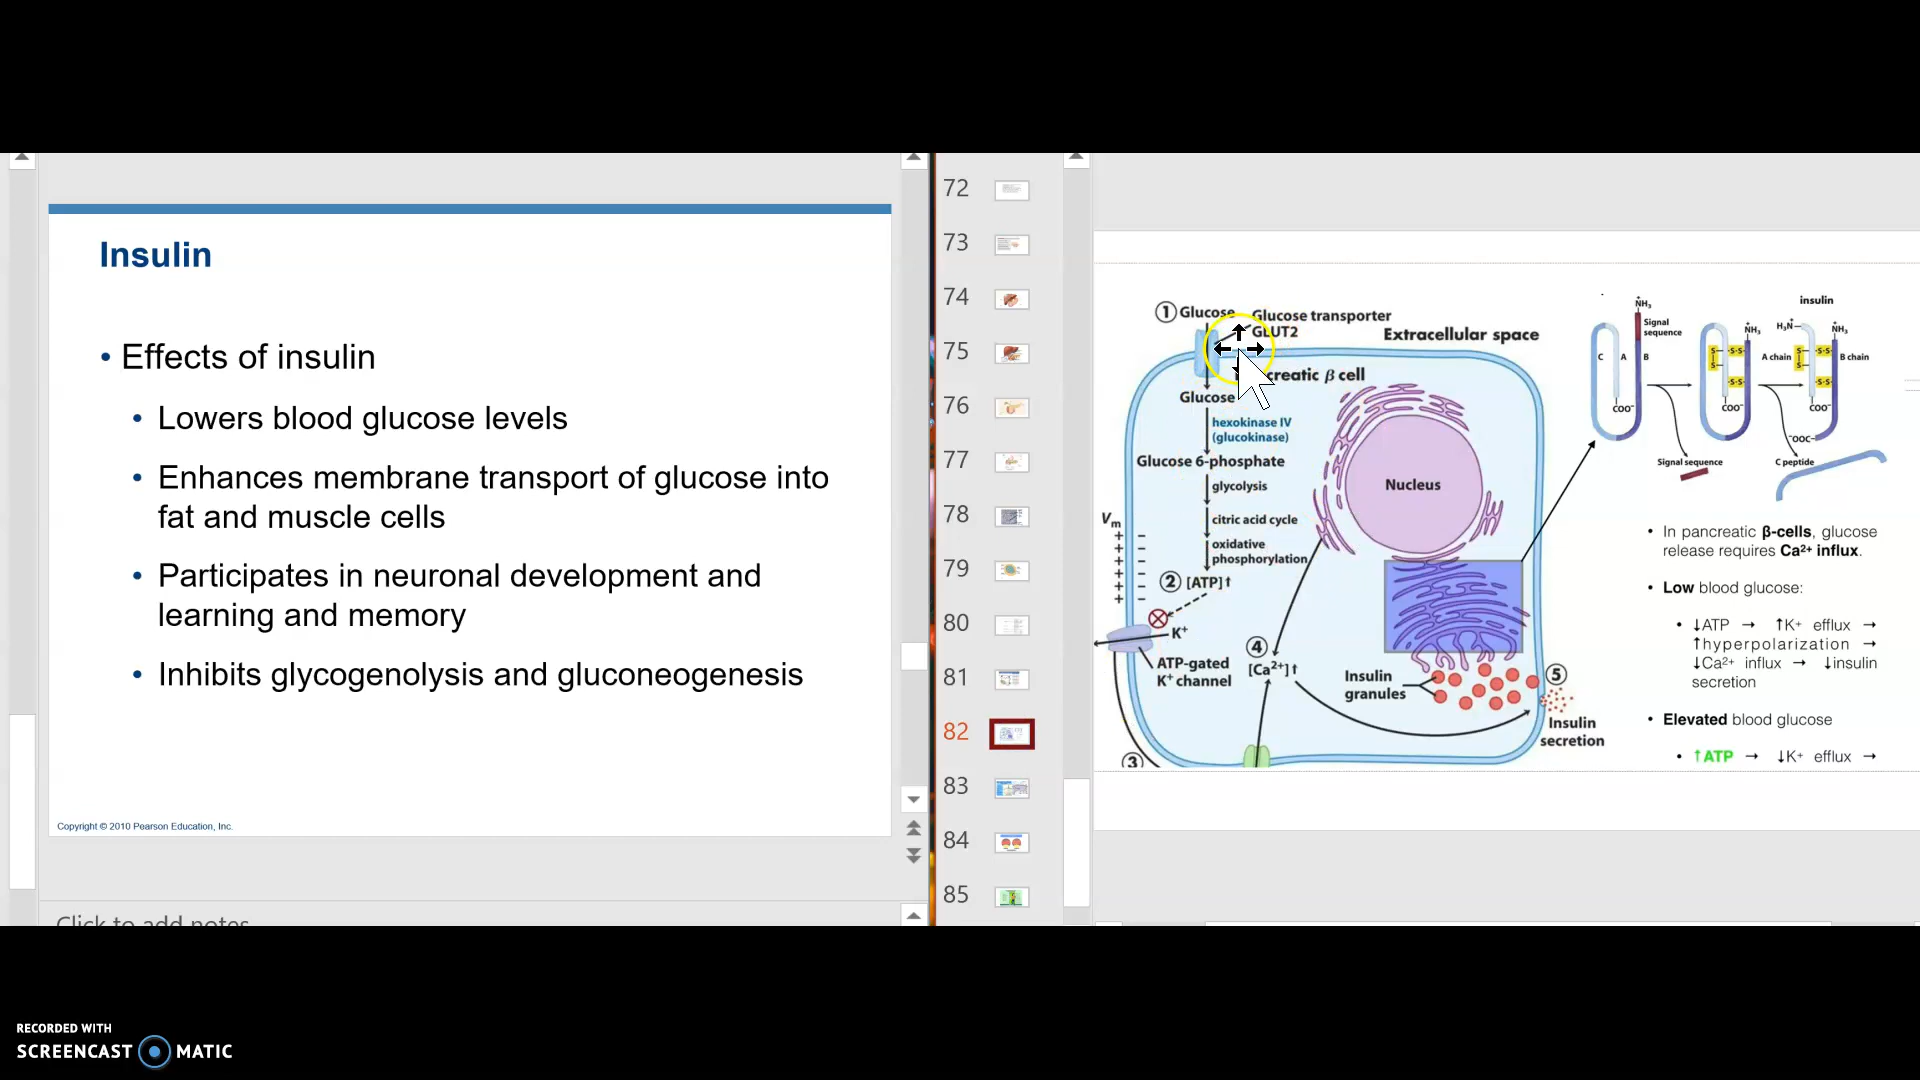 Insulin
• Effects of insulin
• Lowers blood glucose levels
• Enhances membrane transport of glucose into
fat and muscle cells
• Participates in neuronal development and
learning and memory
• Inhibits glycogenolysis and gluconeogenesis
Copyright © 2010 Pearson Education, Inc.
Click to add notes
72
73
74
75
76
77
78
79
80
81
82
83
84
85
① Glucose
Glucose transporter
GLUT2
Extracellular space
creatic β cell
Glucose
hexokinase IV
(glucokinase)
Glucose 6-phosphate
glycolysis
citric acid cycle
oxidative
phosphorylation
② [ATP]↑
Vm
+ −
+ −
+ −
+ −
+ −
+ −
K⁺
ATP-gated
K⁺ channel
③
④
[Ca²⁺]↑
Nucleus
Insulin
granules
⑤
Insulin
secretion
insulin
NH₃
+
Signal
sequence
C A B
COO⁻
NH₃
+
S
S
S-S
S-S
COO⁻
Signal sequence
H₃N
+
NH₃
+
A chain
B chain
S
S
S-S
S-S
COO⁻
⁻OOC
C peptide
• In pancreatic β-cells, glucose
release requires Ca²⁺ influx.
• Low blood glucose:
• ↓ATP → ↑K⁺ efflux →
↑hyperpolarization →
↓Ca²⁺ influx → ↓insulin
secretion
• Elevated blood glucose
• ↑ATP → ↓K⁺ efflux →
RECORDED WITH
SCREENCAST MATIC